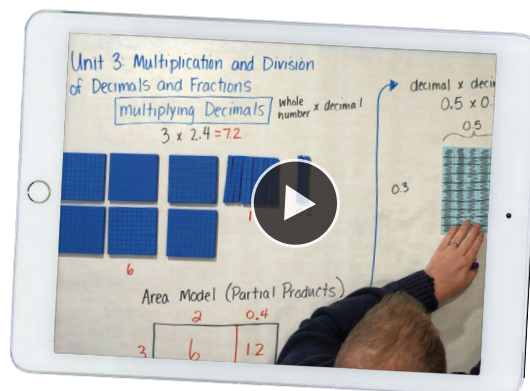 Unit 3: Multiplication and Division
of Decimals and Fractions
multiplying Decimals
whole
number x decimal
3 x 2.4 = 7.2
6
1
Area Model (Partial Products)
2 0.4
3 6 1.2
decimal x
0.5 x 0.
0.5
0.3